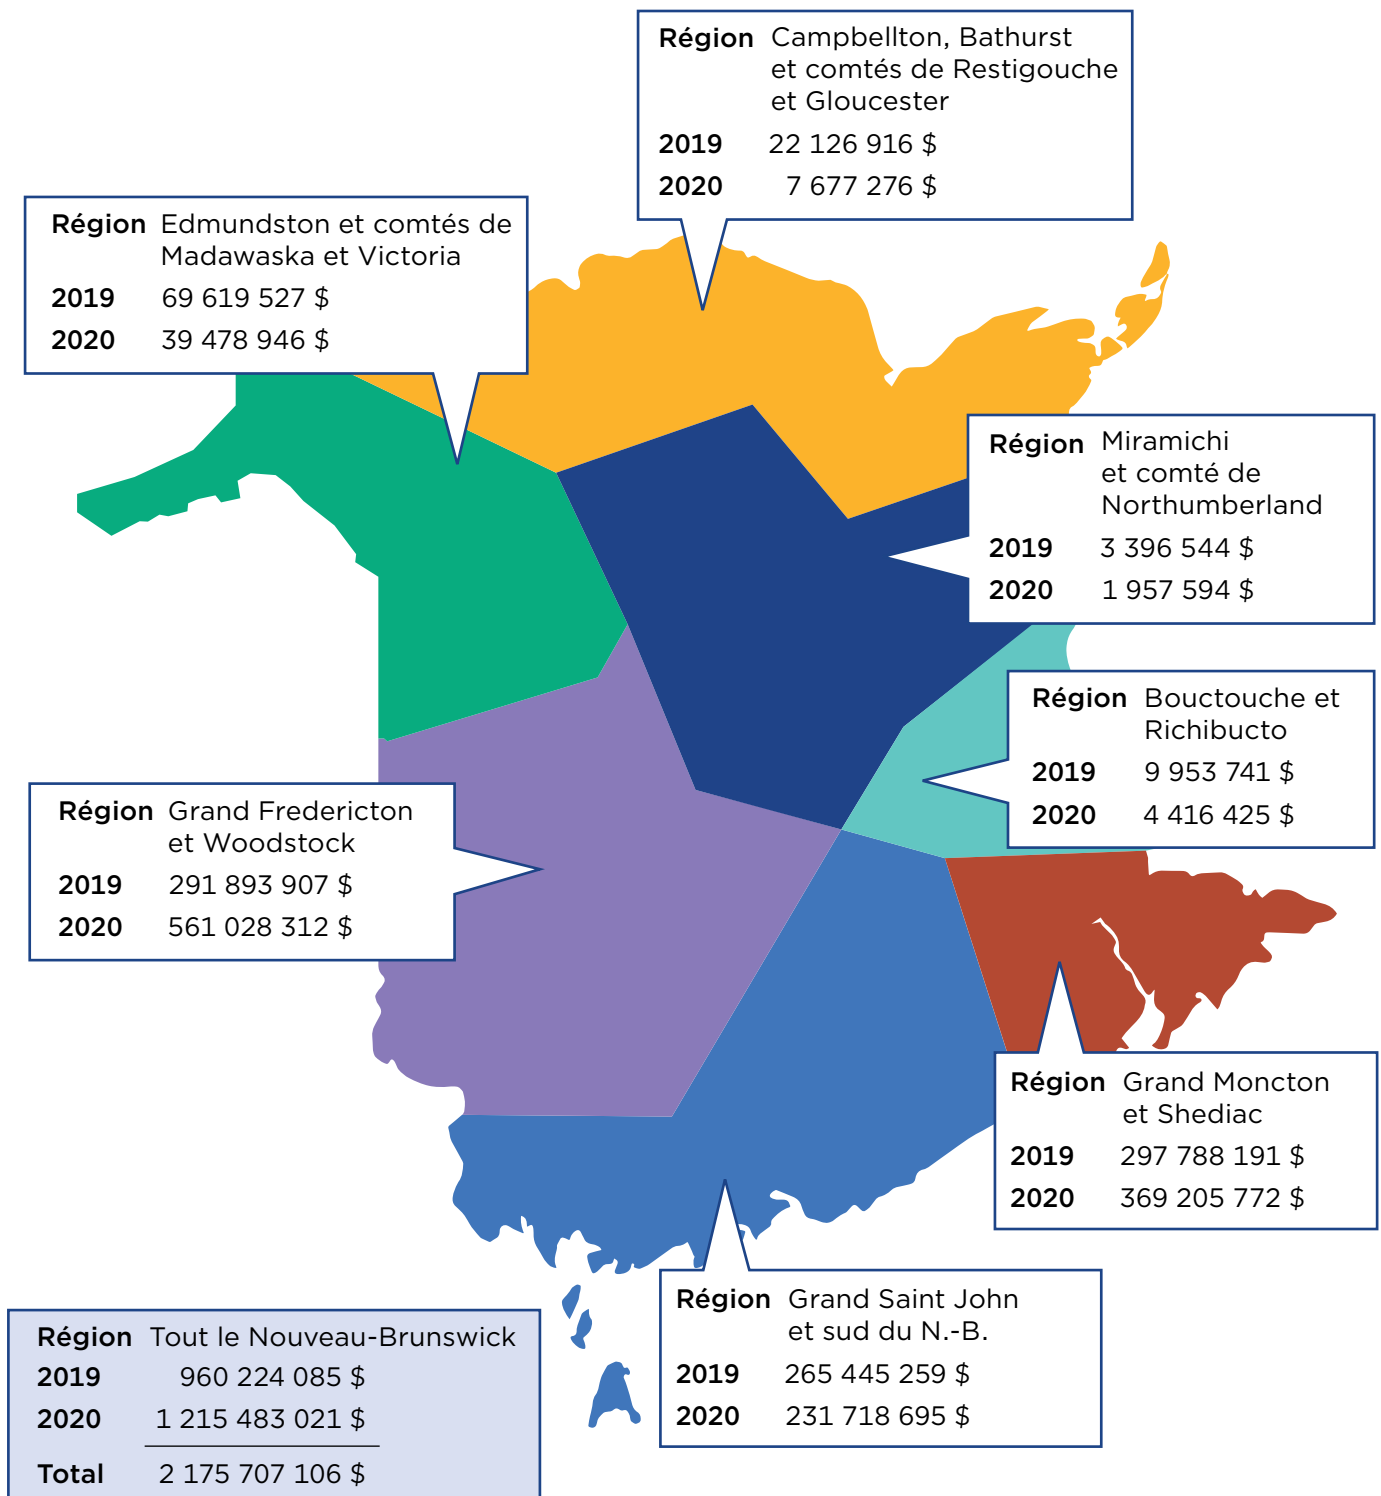 Région Campbellton, Bathurst
et comtés de Restigouche
et Gloucester
2019 22 126 916 $
2020 7 677 276 $
Région Edmundston et comtés de
Madawaska et Victoria
2019 69 619 527 $
2020 39 478 946 $
Région Miramichi
et comté de
Northumberland
2019 3 396 544 $
2020 1 957 594 $
Région Bouctouche et
Richibucto
2019 9 953 741 $
2020 4 416 425 $
Région Grand Fredericton
et Woodstock
2019 291 893 907 $
2020 561 028 312 $
Région Grand Moncton
et Shediac
2019 297 788 191 $
2020 369 205 772 $
Région Grand Saint John
et sud du N.-B.
2019 265 445 259 $
2020 231 718 695 $
Région Tout le Nouveau-Brunswick
2019 960 224 085 $
2020 1 215 483 021 $
Total 2 175 707 106 $